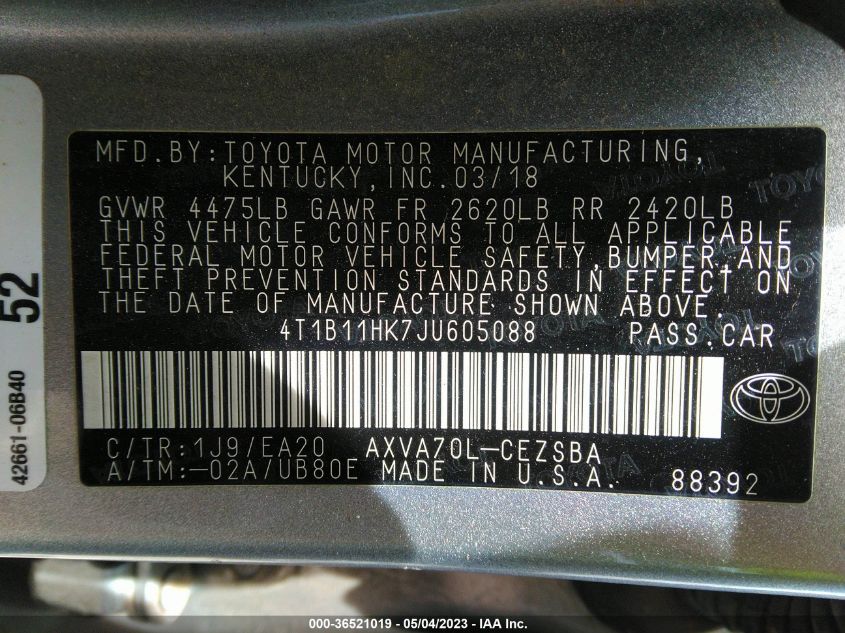 MFD.BY:TOYOTA MOTOR MANUFACTURING,
KENTUCKY,INC.03/18
GVWR 4475LB GAWR FR 2620LB RR 2420LB
THIS VEHICLE CONFORMS TO ALL APPLICABLE
FEDERAL MOTOR VEHICLE SAFETY,BUMPER,AND
THEFT PREVENTION STANDARDS IN EFFECT ON
THE DATE OF MANUFACTURE SHOWN ABOVE.
4T1B11HK7JU605088 PASS.CAR
C/TR:1J9/EA20 AXVA70L-CEZSBA
A/TM:-02A/UB80E MADE IN U.S.A. 88392
52
42661-06B40
TOYOTA
TOYOTA
TOYOTA
000-36521019 - 05/04/2023 - IAA Inc.